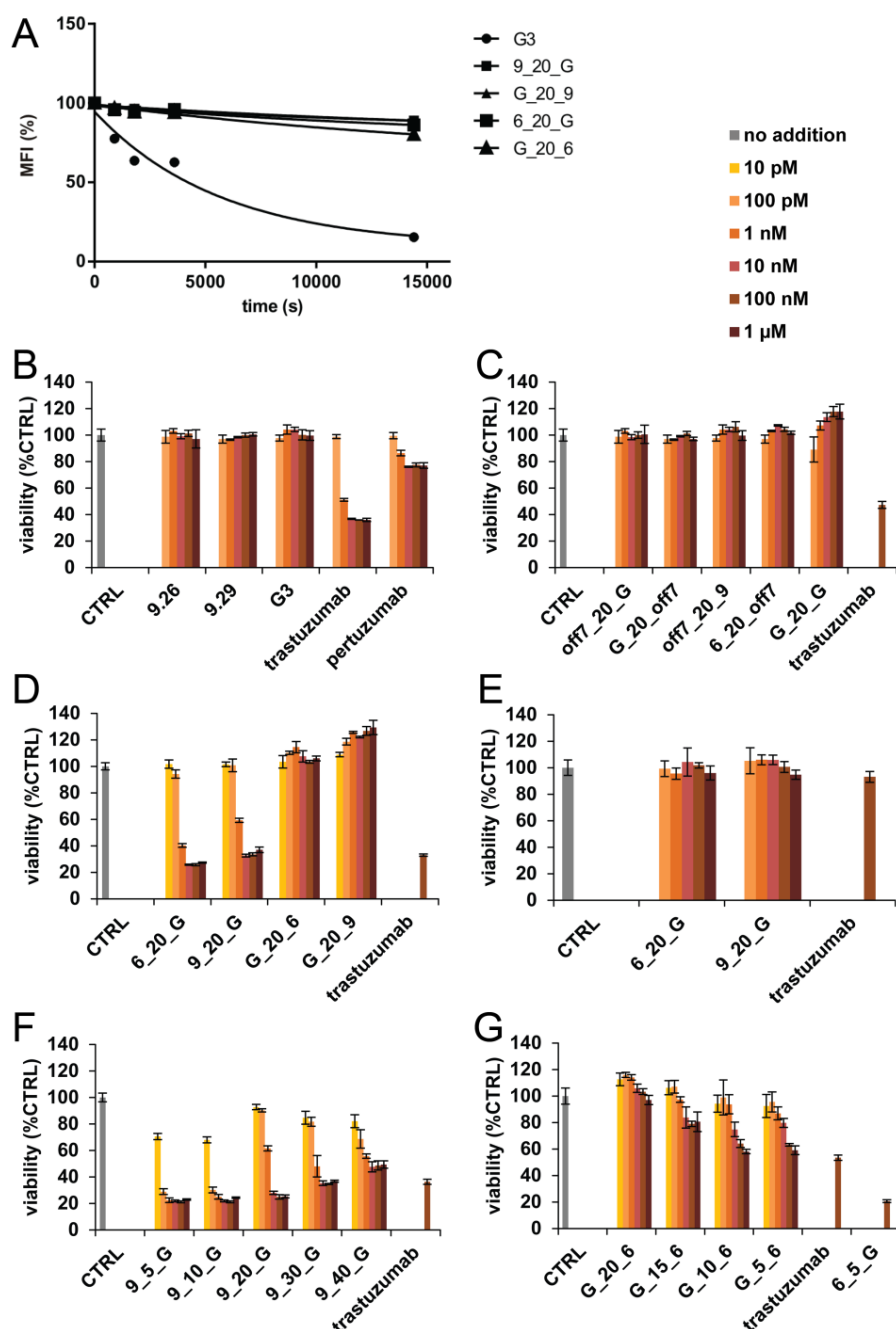 A
150
100
50
0
MFI (%)
0 5000 10000 15000
time (s)
G3
9_20_G
G_20_9
6_20_G
G_20_6
no addition
10 pM
100 pM
1 nM
10 nM
100 nM
1 µM
B
140
120
100
80
60
40
20
0
viability (%CTRL)
CTRL
9.26
9.29
G3
trastuzumab
pertuzumab
C
140
120
100
80
60
40
20
0
viability (%CTRL)
CTRL
off7_20_G
G_20_off7
off7_20_9
6_20_off7
G_20_G
trastuzumab
D
140
120
100
80
60
40
20
0
viability (%CTRL)
CTRL
6_20_G
9_20_G
G_20_6
G_20_9
trastuzumab
E
140
120
100
80
60
40
20
0
viability (%CTRL)
CTRL
6_20_G
9_20_G
trastuzumab
F
140
120
100
80
60
40
20
0
viability (%CTRL)
CTRL
9_5_G
9_10_G
9_20_G
9_30_G
9_40_G
trastuzumab
G
140
120
100
80
60
40
20
0
viability (%CTRL)
CTRL
G_20_6
G_15_6
G_10_6
G_5_6
trastuzumab
6_5_G